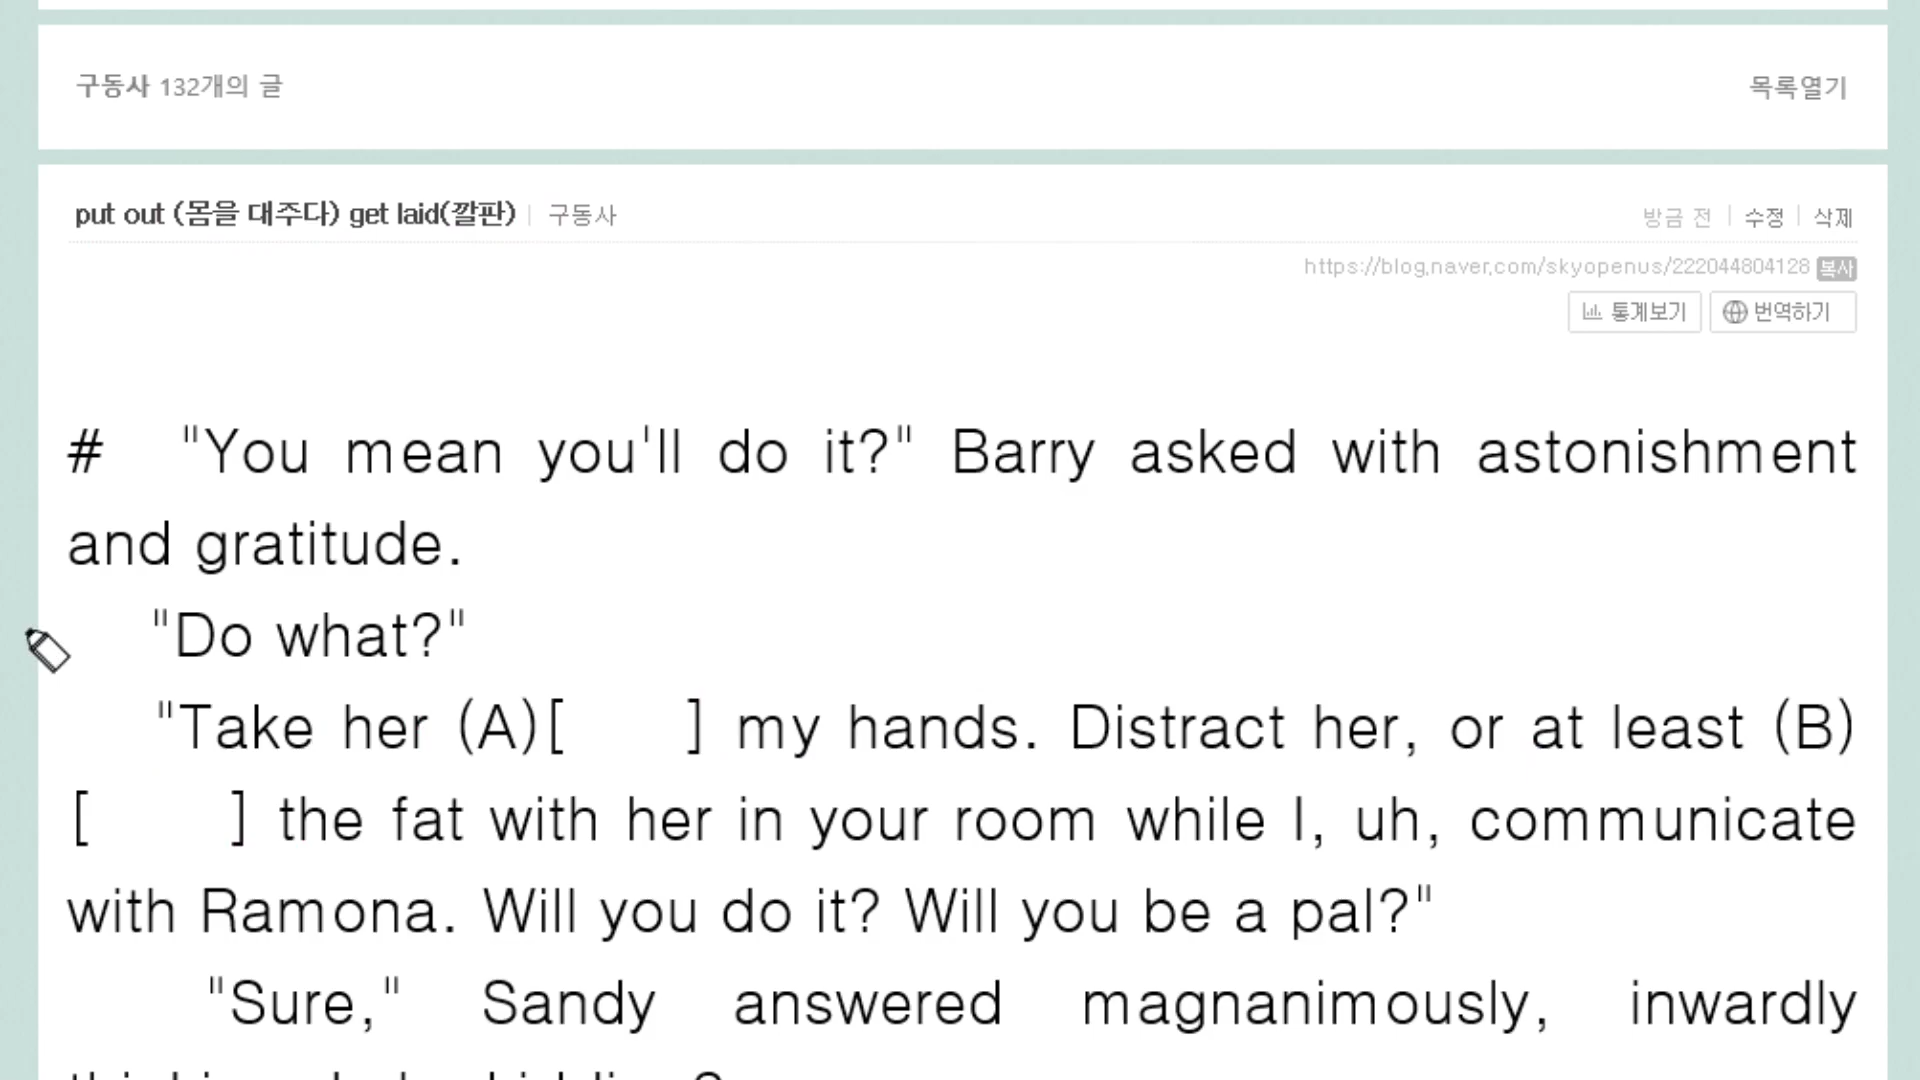 구동사 132개의 글
목록열기
put out (몸을 대주다) get laid(깔판) | 구동사
방금 전 | 수정 | 삭제
https://blog.naver.com/skyopenus/222044804128 복사
통계보기 번역하기
# "You mean you'll do it?" Barry asked with astonishment
and gratitude.
"Do what?"
"Take her (A)[ ] my hands. Distract her, or at least (B)
[ ] the fat with her in your room while I, uh, communicate
with Ramona. Will you do it? Will you be a pal?"
"Sure," Sandy answered magnanimously, inwardly